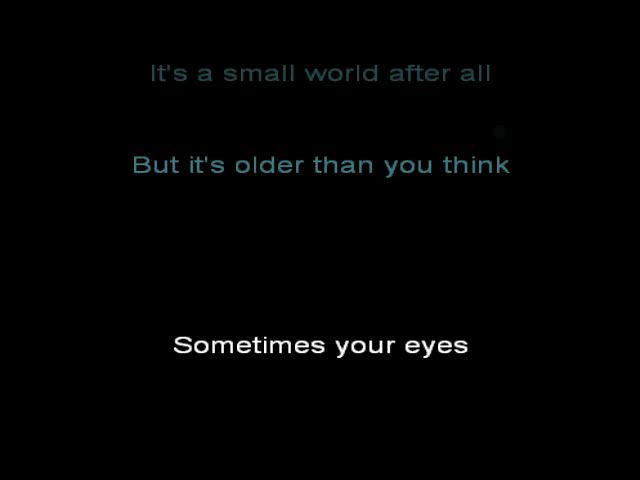 It's a small world after all
But it's older than you think
Sometimes your eyes